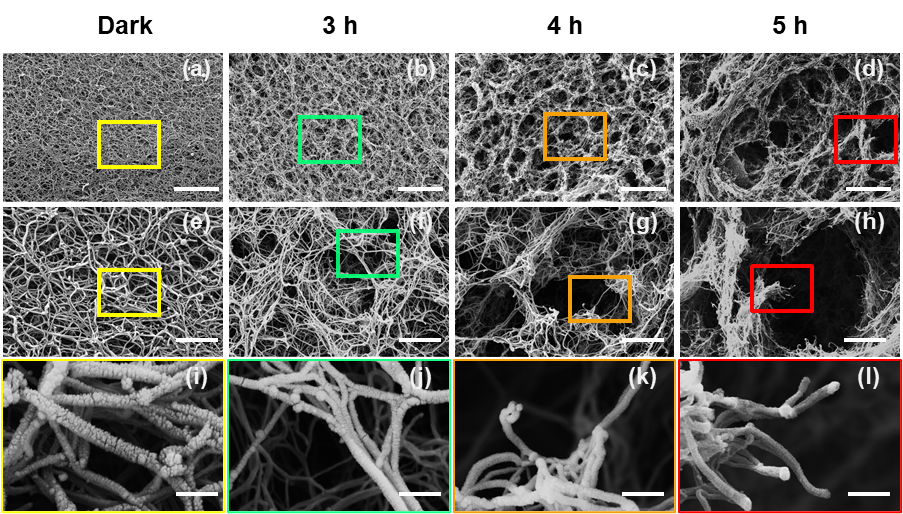 Dark 3 h 4 h 5 h
(a) (b) (c) (d)
(e) (f) (g) (h)
(i) (j) (k) (l)